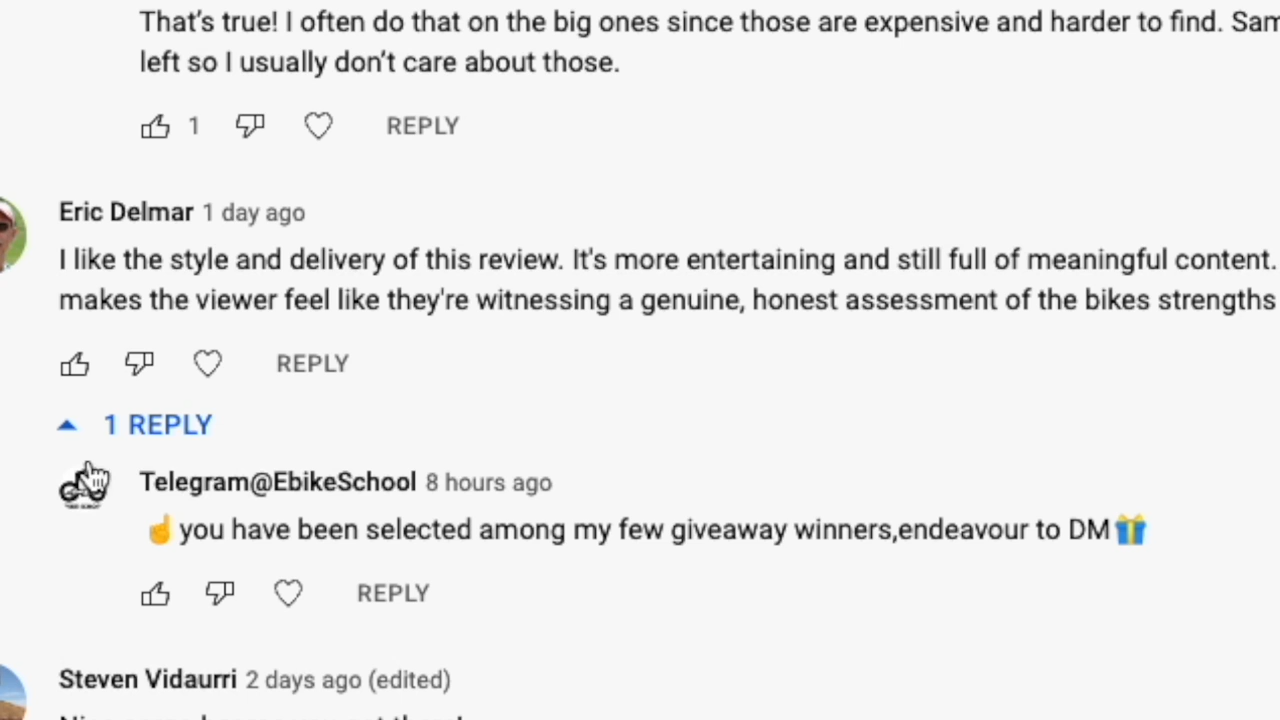 That's true! I often do that on the big ones since those are expensive and harder to find. Sam
left so I usually don't care about those.
1 REPLY
Eric Delmar 1 day ago
I like the style and delivery of this review. It's more entertaining and still full of meaningful content.
makes the viewer feel like they're witnessing a genuine, honest assessment of the bikes strengths
REPLY
1 REPLY
Telegram@EbikeSchool 8 hours ago
☝you have been selected among my few giveaway winners,endeavour to DM🎁
REPLY
Steven Vidaurri 2 days ago (edited)